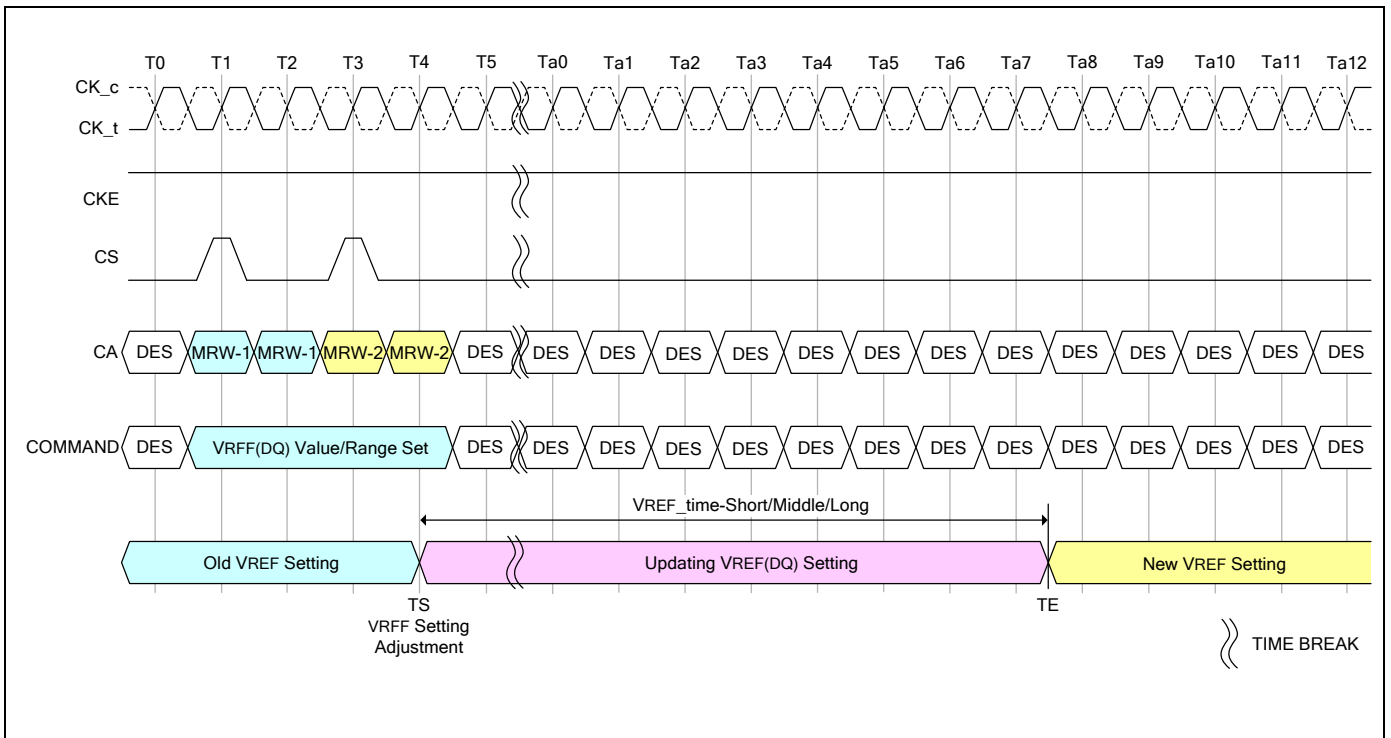 T0 T1 T2 T3 T4 T5 Ta0 Ta1 Ta2 Ta3 Ta4 Ta5 Ta6 Ta7 Ta8 Ta9 Ta10 Ta11 Ta12
CK_c
CK_t
CKE
CS
CA DES MRW-1 MRW-1 MRW-2 MRW-2 DES DES DES DES DES DES DES DES DES DES DES DES DES DES
COMMAND DES VRFF(DQ) Value/Range Set DES DES DES DES DES DES DES DES DES DES DES DES DES DES
VREF_time-Short/Middle/Long
Old VREF Setting Updating VREF(DQ) Setting New VREF Setting
TS TE
VRFF Setting
Adjustment
TIME BREAK